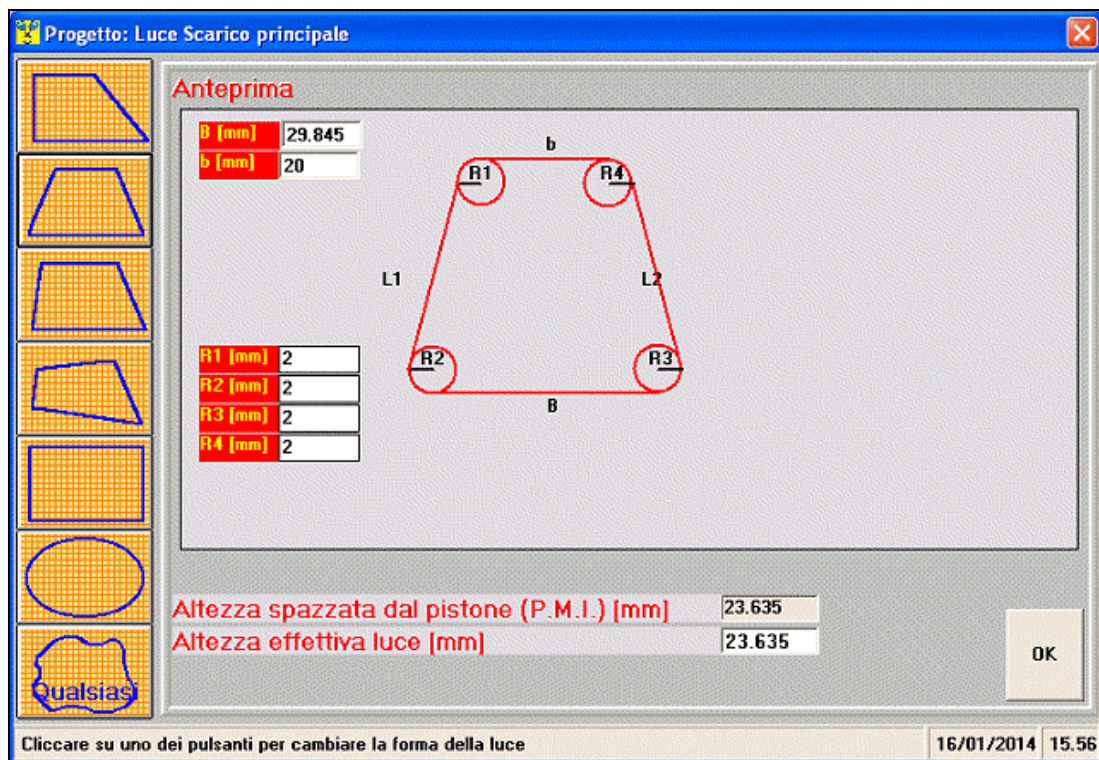 Progetto: Luce Scarico principale
Anteprima
B [mm] 29.845
b [mm] 20
b
R1 R4
L1 L2
R1 [mm] 2
R2 [mm] 2
R3 [mm] 2
R4 [mm] 2
R2 R3
B
Altezza spazzata dal pistone (P.M.I.) [mm] 23.635
Altezza effettiva luce [mm] 23.635
OK
Qualsiasi
Cliccare su uno dei pulsanti per cambiare la forma della luce 16/01/2014 15.56